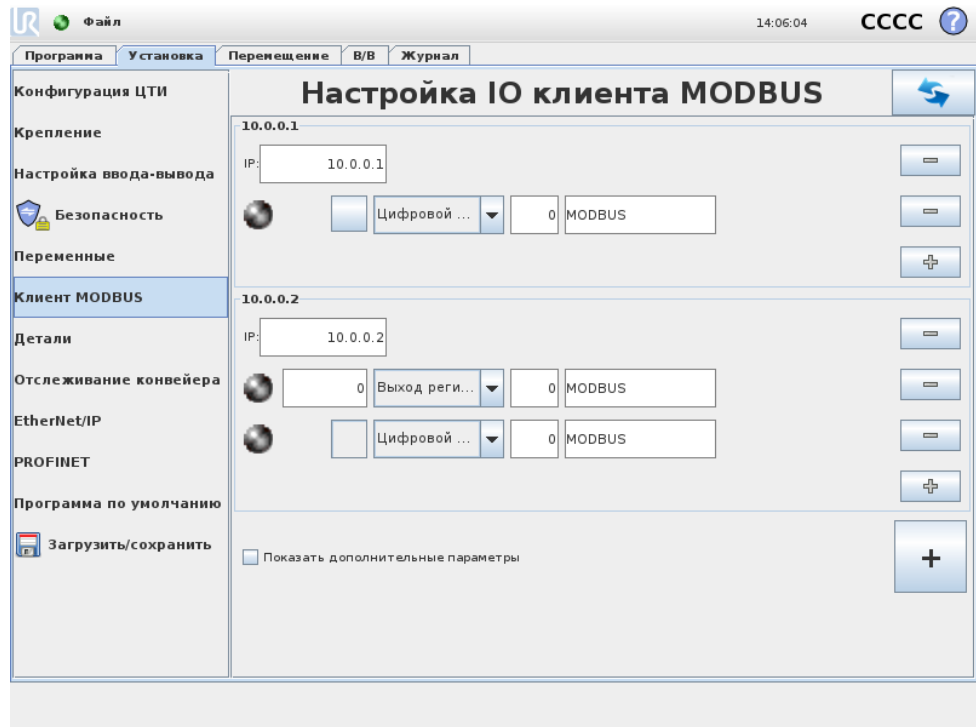 Файл 14:06:04 CCCC ?
Программа Установка Перемещение В/В Журнал
Конфигурация ЦТИ
Крепление
Настройка ввода-вывода
Безопасность
Переменные
Клиент MODBUS
Детали
Отслеживание конвейера
EtherNet/IP
PROFINET
Программа по умолчанию
Загрузить/сохранить
Настройка IO клиента MODBUS
10.0.0.1
IP: 10.0.0.1
Цифровой ... 0 MODBUS
10.0.0.2
IP: 10.0.0.2
0 Выход реги... 0 MODBUS
Цифровой ... 0 MODBUS
Показать дополнительные параметры